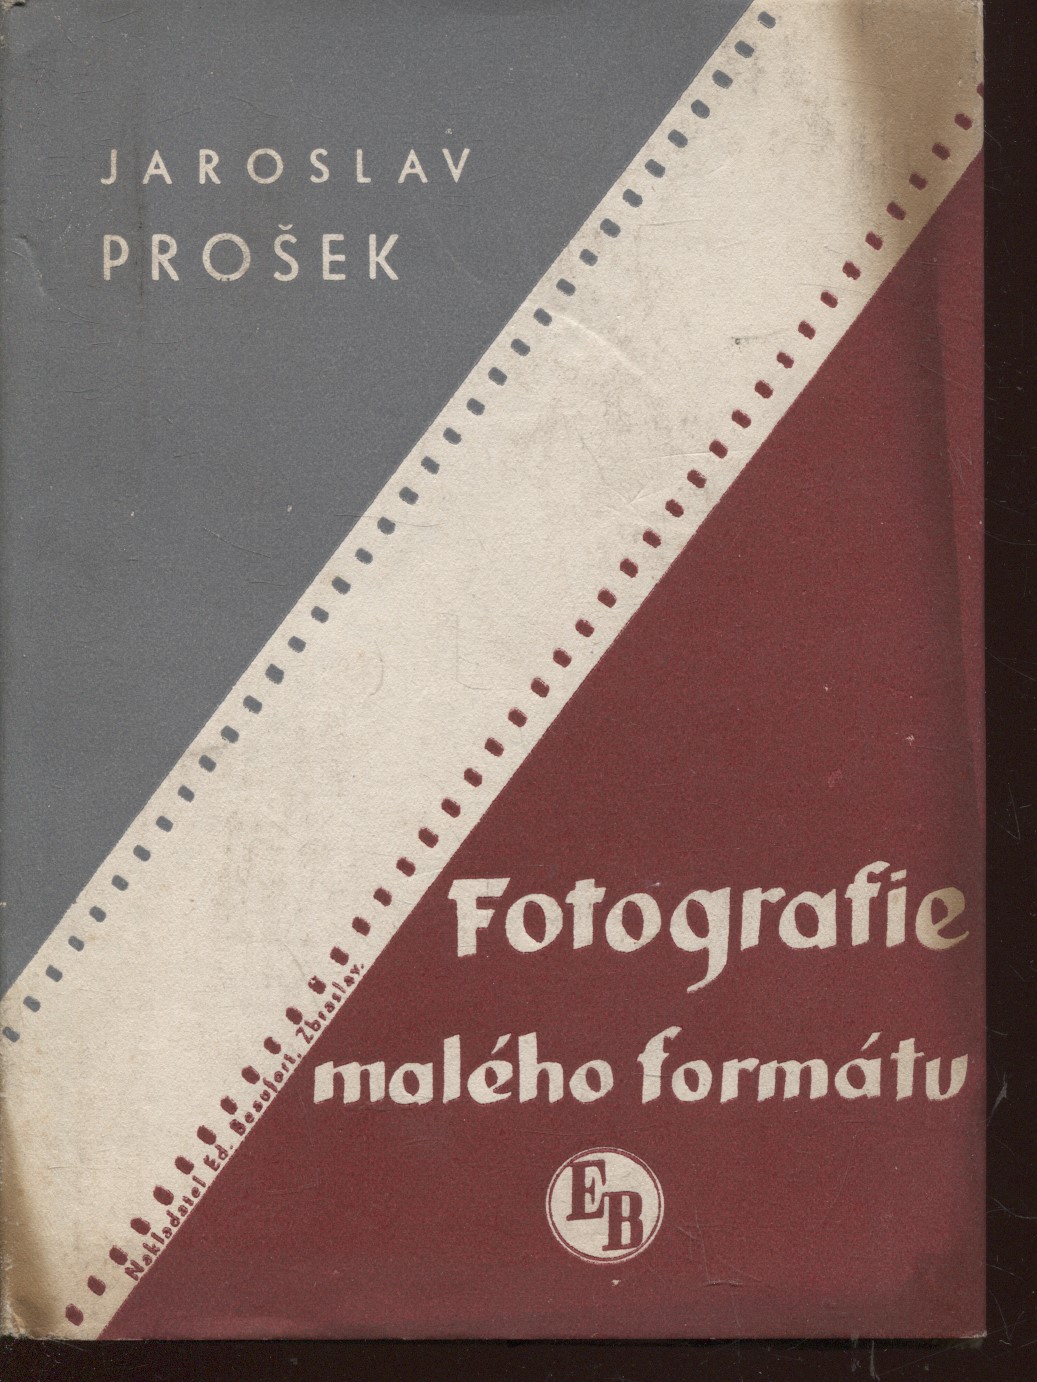 JAROSLAV
PROŠEK
Fotografie
malého formátu
Nakladatel Ed. Beaufort. Zbraslav.
EB